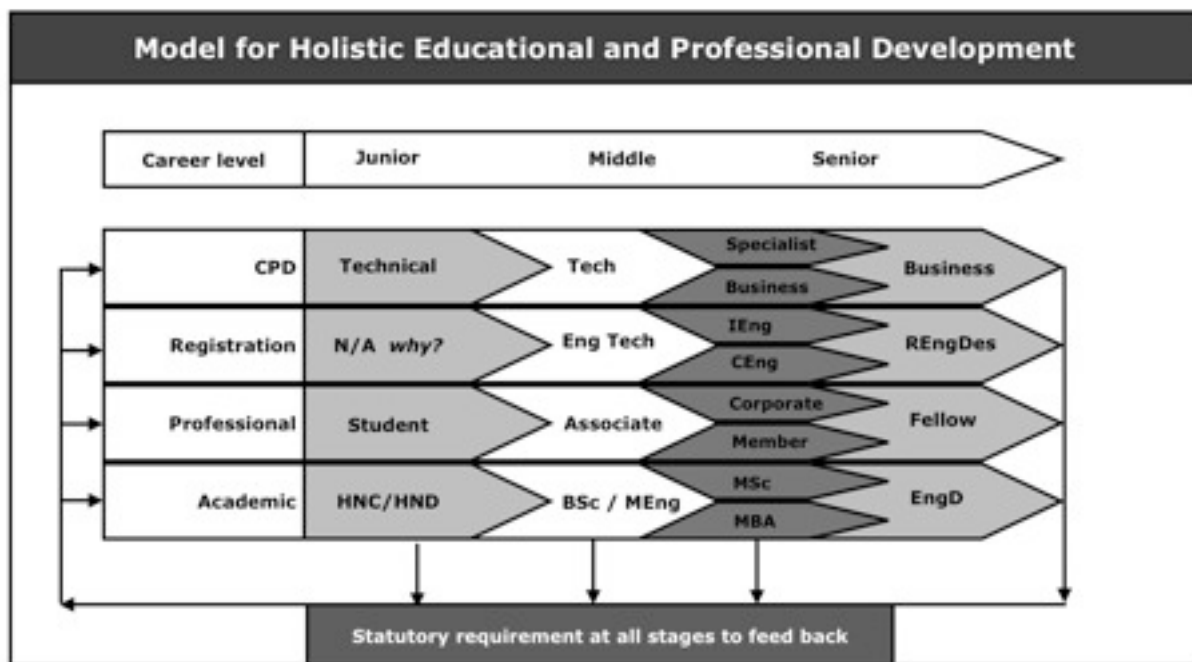 Model for Holistic Educational and Professional Development
Career level Junior Middle Senior
CPD Technical Tech Specialist Business Business
Registration N/A why? Eng Tech IEng CEng REngDes
Professional Student Associate Corporate Member Fellow
Academic HNC/HND BSc / MEng MSc MBA EngD
Statutory requirement at all stages to feed back